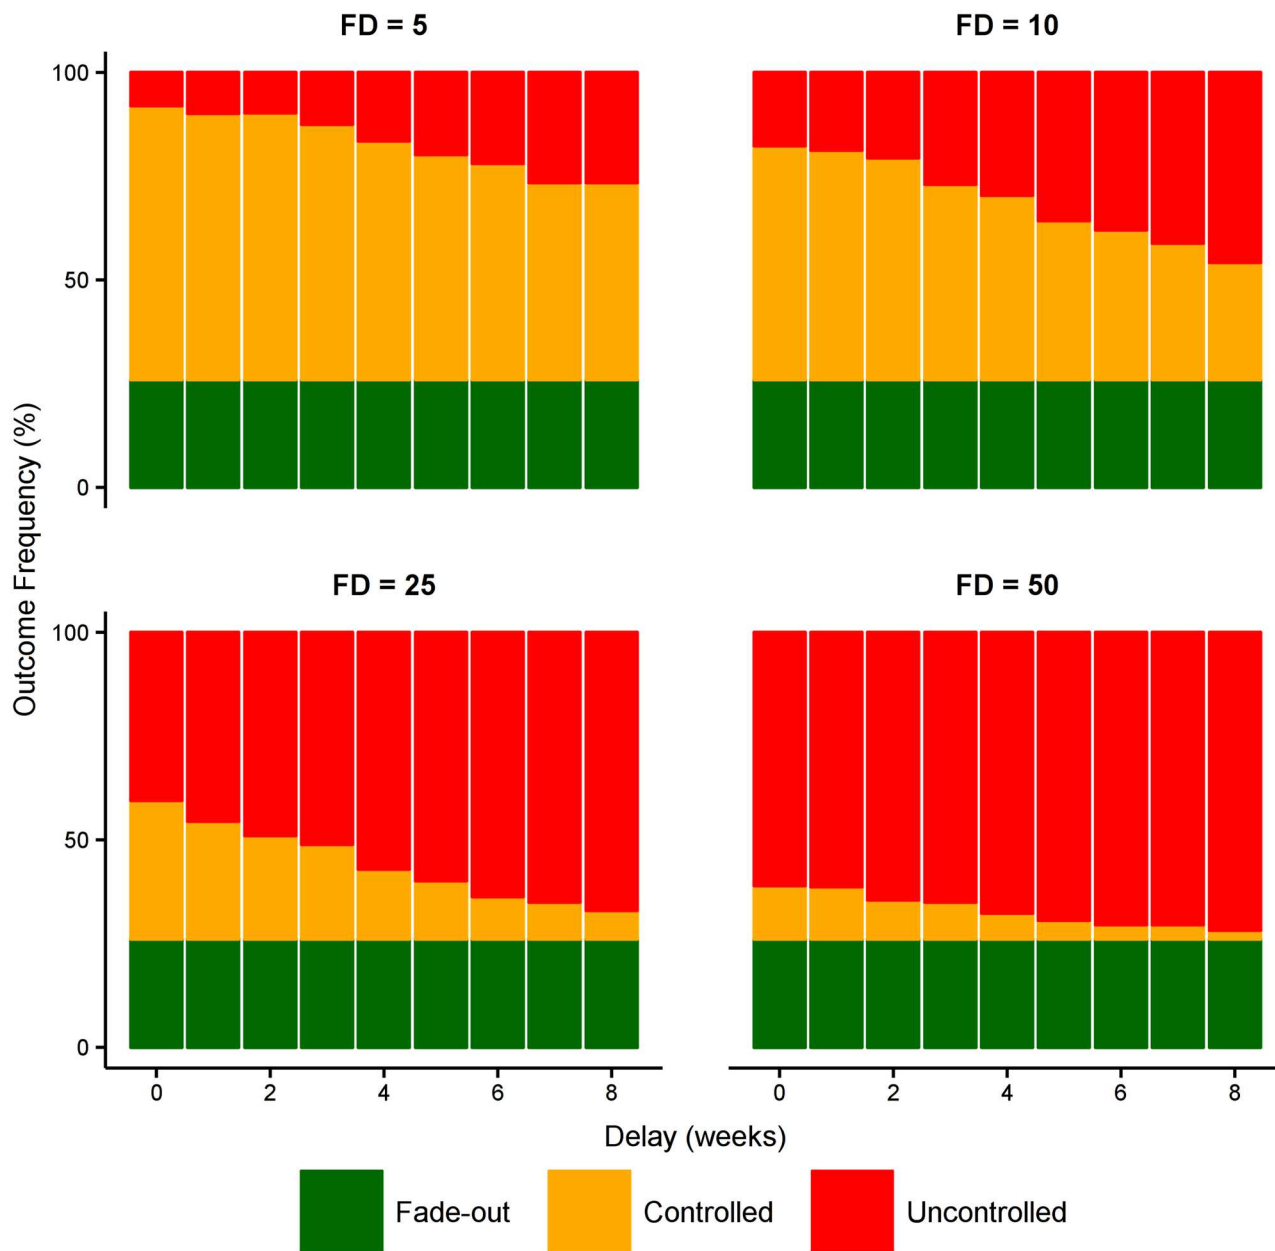 FD = 5
FD = 10
100
50
0
FD = 25
FD = 50
100
50
0
Outcome Frequency (%)
0 2 4 6 8 0 2 4 6 8
Delay (weeks)
Fade-out Controlled Uncontrolled